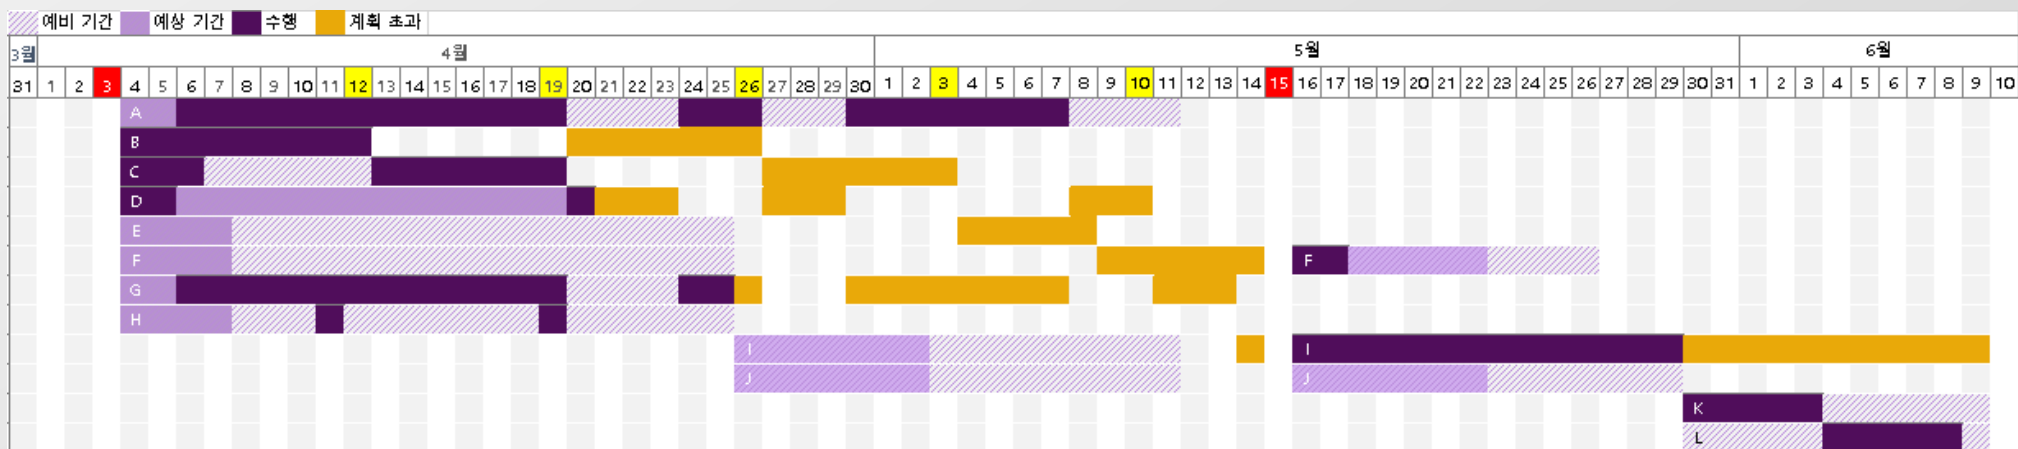 예비 기간 예상 기간 수행 계획 초과
3월 4월 5월 6월
31 1 2 3 4 5 6 7 8 9 10 11 12 13 14 15 16 17 18 19 20 21 22 23 24 25 26 27 28 29 30 1 2 3 4 5 6 7 8 9 10 11 12 13 14 15 16 17 18 19 20 21 22 23 24 25 26 27 28 29 30 31 1 2 3 4 5 6 7 8 9 10
A
B
C
D
E
F F
G
H
I I
J J
K
L